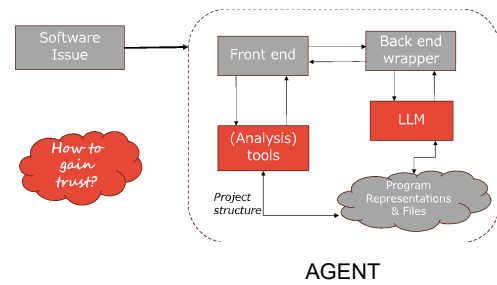 Software
Issue
Front end
Back end
wrapper
How to
gain
trust?
(Analysis)
tools
LLM
Project
structure
Program
Representations
& Files
AGENT